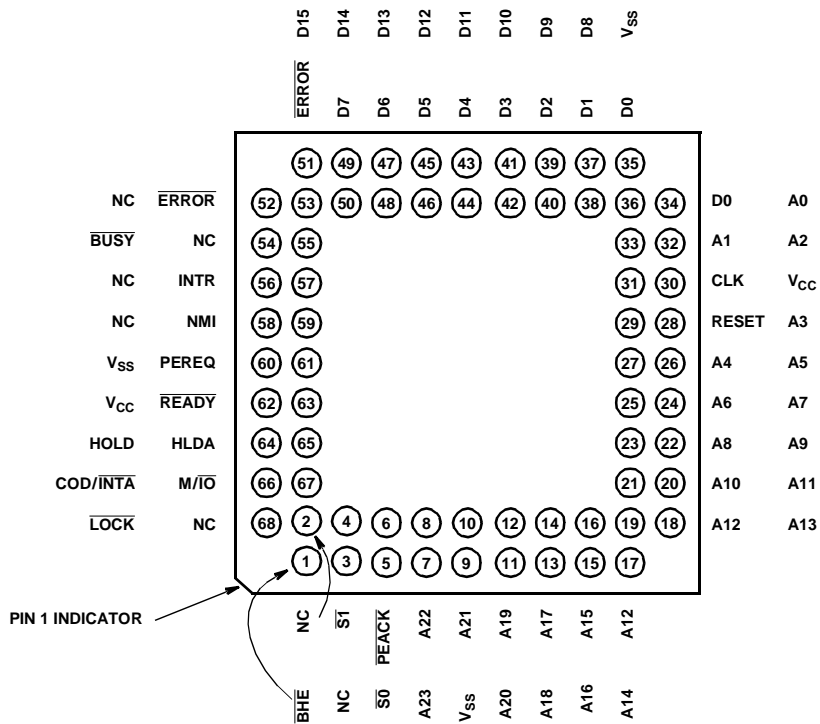 D15 D14 D13 D12 D11 D10 D9 D8 VSS
ERROR D7 D6 D5 D4 D3 D2 D1 D0
51 49 47 45 43 41 39 37 35
NC ERROR 52 53 50 48 46 44 42 40 38 36 34 D0 A0
BUSY NC 54 55 33 32 A1 A2
NC INTR 56 57 31 30 CLK VCC
NC NMI 58 59 29 28 RESET A3
VSS PEREQ 60 61 27 26 A4 A5
VCC READY 62 63 25 24 A6 A7
HOLD HLDA 64 65 23 22 A8 A9
COD/INTA M/IO 66 67 21 20 A10 A11
LOCK NC 68 2 4 6 8 10 12 14 16 19 18 A12 A13
1 3 5 7 9 11 13 15 17
PIN 1 INDICATOR
NC S1 PEACK A22 A21 A19 A17 A15 A12
BHE NC S0 A23 VSS A20 A18 A16 A14